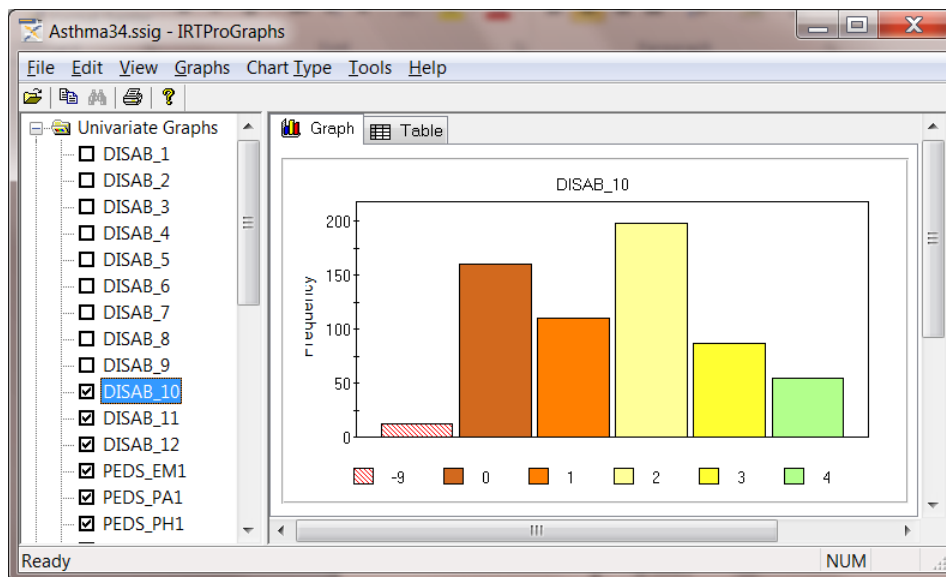 Asthma34.ssig - IRTProGraphs
File Edit View Graphs Chart Type Tools Help
Univariate Graphs
DISAB_1
DISAB_2
DISAB_3
DISAB_4
DISAB_5
DISAB_6
DISAB_7
DISAB_8
DISAB_9
DISAB_10
DISAB_11
DISAB_12
PEDS_EM1
PEDS_PA1
PEDS_PH1
Graph Table
DISAB_10
Frequency
200
150
100
50
0
-9 0 1 2 3 4
Ready NUM